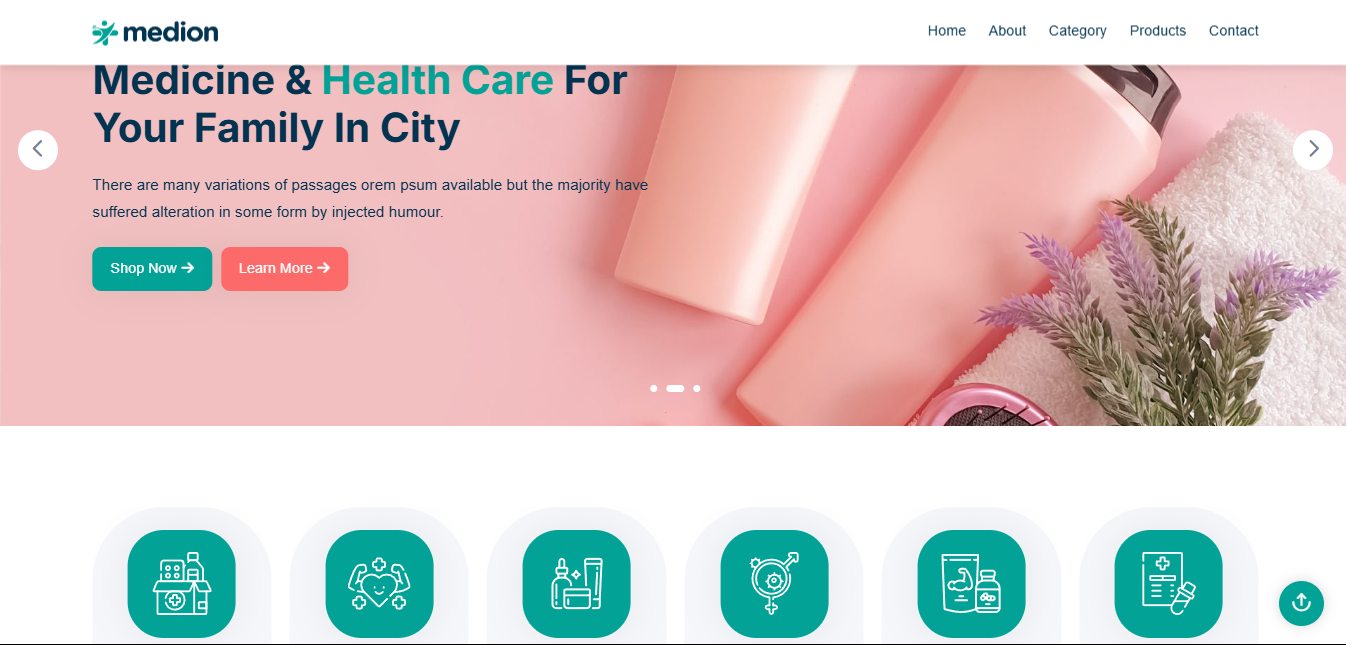 medion
Home About Category Products Contact
Medicine & Health Care For
Your Family In City
There are many variations of passages orem psum available but the majority have
suffered alteration in some form by injected humour.
Shop Now
Learn More